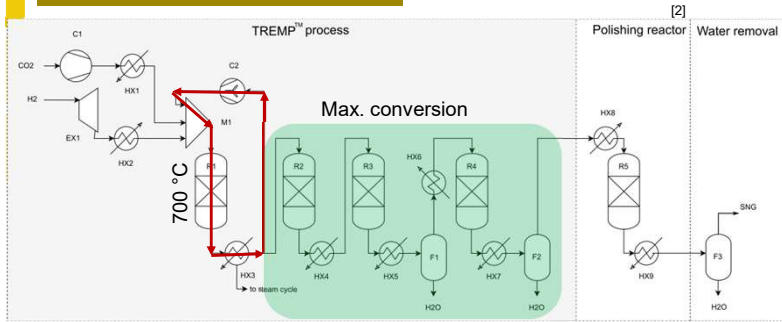 [2]
TREMP™ process
Polishing reactor
Water removal
C1
CO2
HX1
C2
H2
M1
EX1
HX2
Max. conversion
R1
700 °C
HX3
to steam cycle
R2
HX4
R3
HX5
HX6
F1
H2O
R4
HX7
F2
H2O
HX8
R5
HX9
SNG
F3
H2O